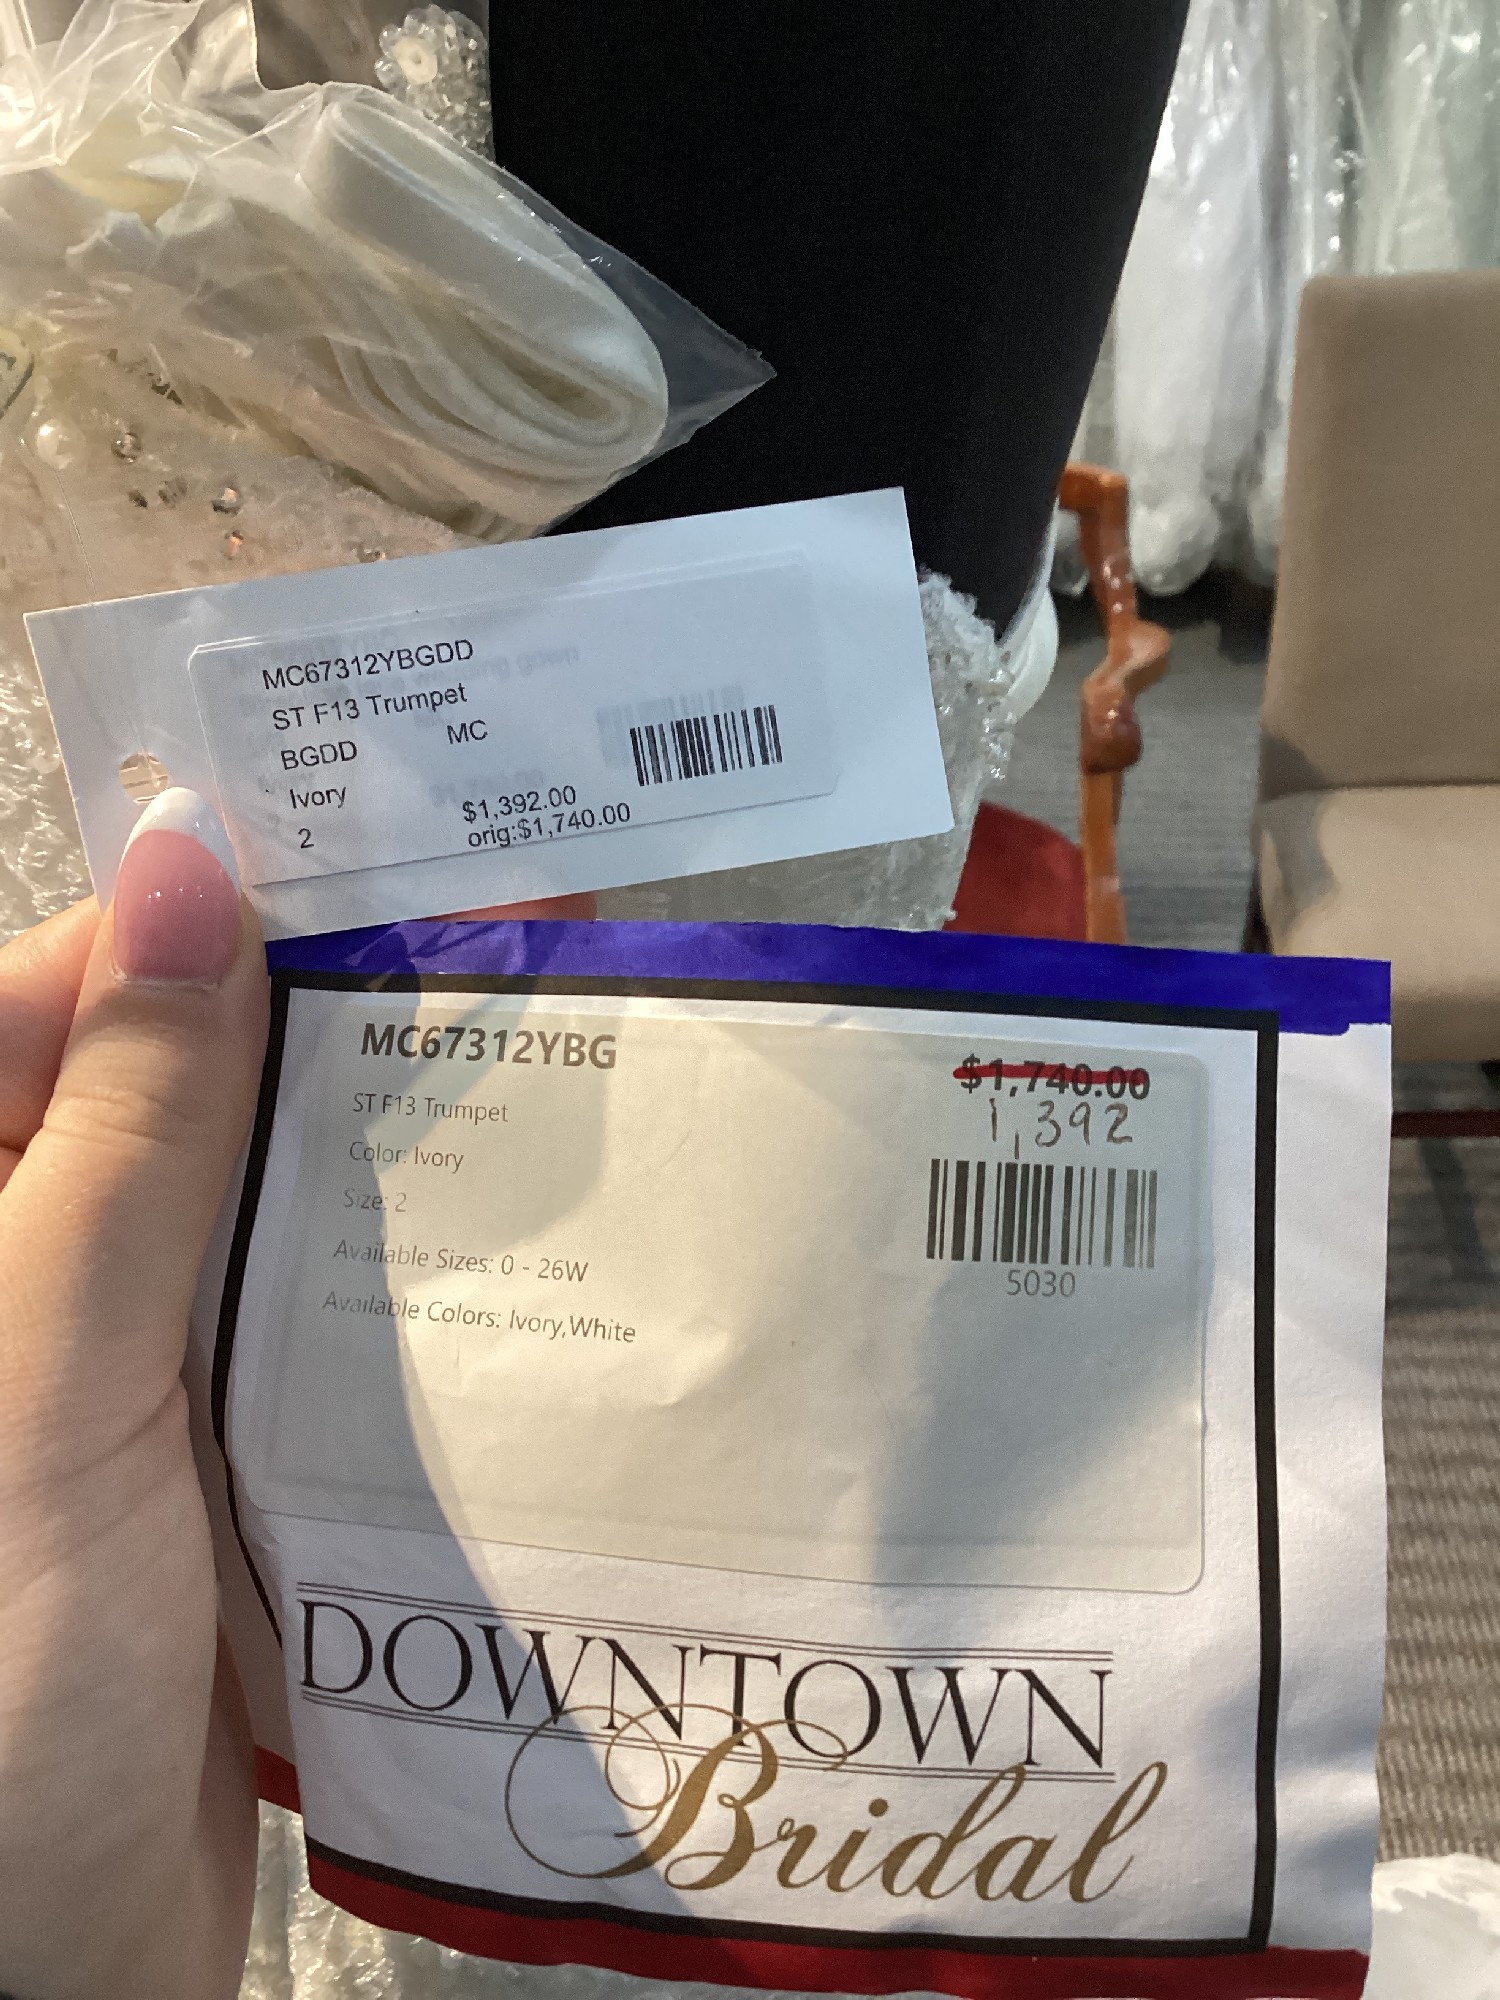 MC67312YBGDD
ST F13 Trumpet
BGDD MC
Ivory
2
$1,392.00
orig:$1,740.00
MC67312YBG
$1,740.00
1,392
ST F13 Trumpet
Color: Ivory
Size: 2
Available Sizes: 0 - 26W
Available Colors: Ivory,White
5030
DOWNTOWN
Bridal